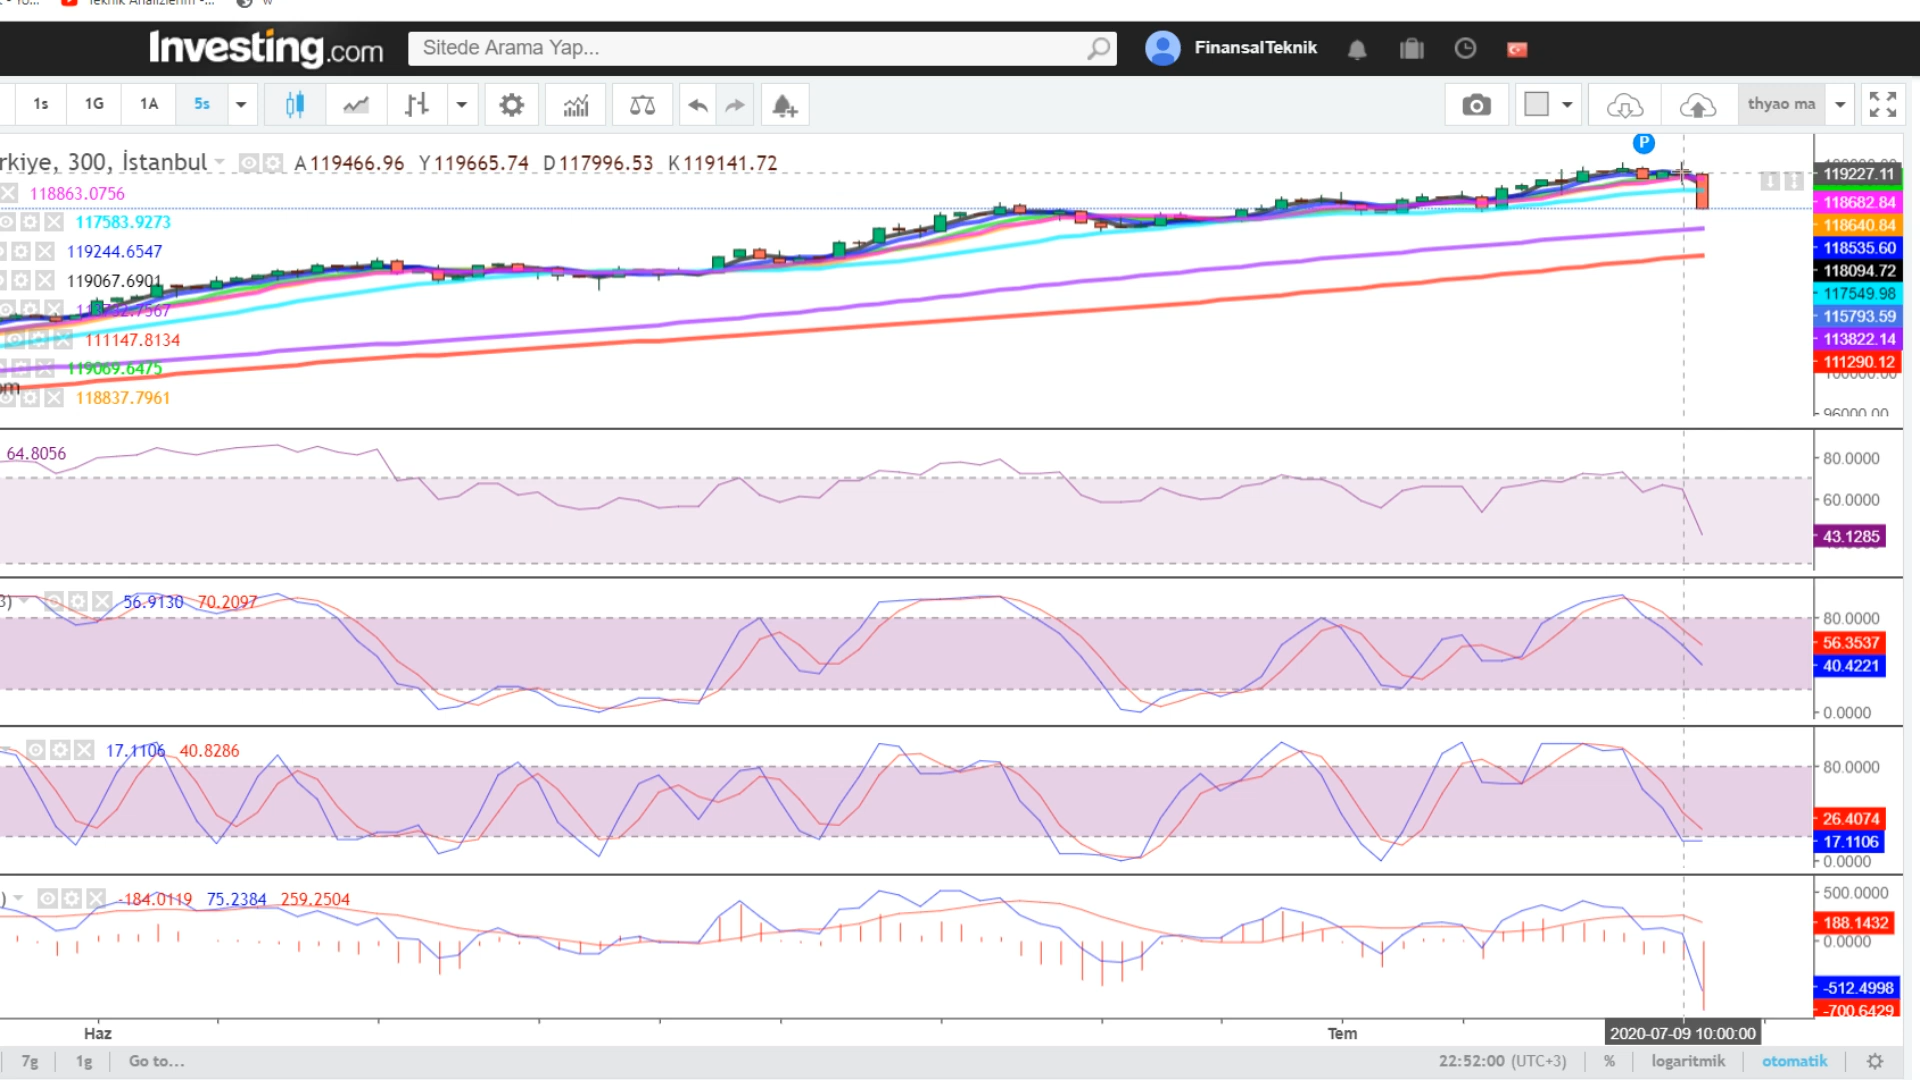 Teknik Analizlerim -...
w
Investing.com
Sitede Arama Yap...
FinansalTeknik
1s 1G 1A 5s
thyao ma
P
rkiye, 300, İstanbul A 119466.96 Y 119665.74 D 117996.53 K 119141.72
118863.0756
117583.9273
119244.6547
119067.6901
111147.8134
119069.6475
118837.7961
om
119227.11
118682.84
118640.84
118535.60
118094.72
117549.98
115793.59
113822.14
111290.12
100000.00
96000.00
64.8056
80.0000
60.0000
43.1285
3) 56.9130 70.2097
80.0000
56.3537
40.4221
0.0000
17.1106 40.8286
80.0000
26.4074
17.1106
0.0000
) -184.0119 75.2384 259.2504
500.0000
188.1432
0.0000
-512.4998
-700.6429
Haz Tem 2020-07-09 10:00:00
7g 1g Go to... 22:52:00 (UTC+3) % logaritmik otomatik